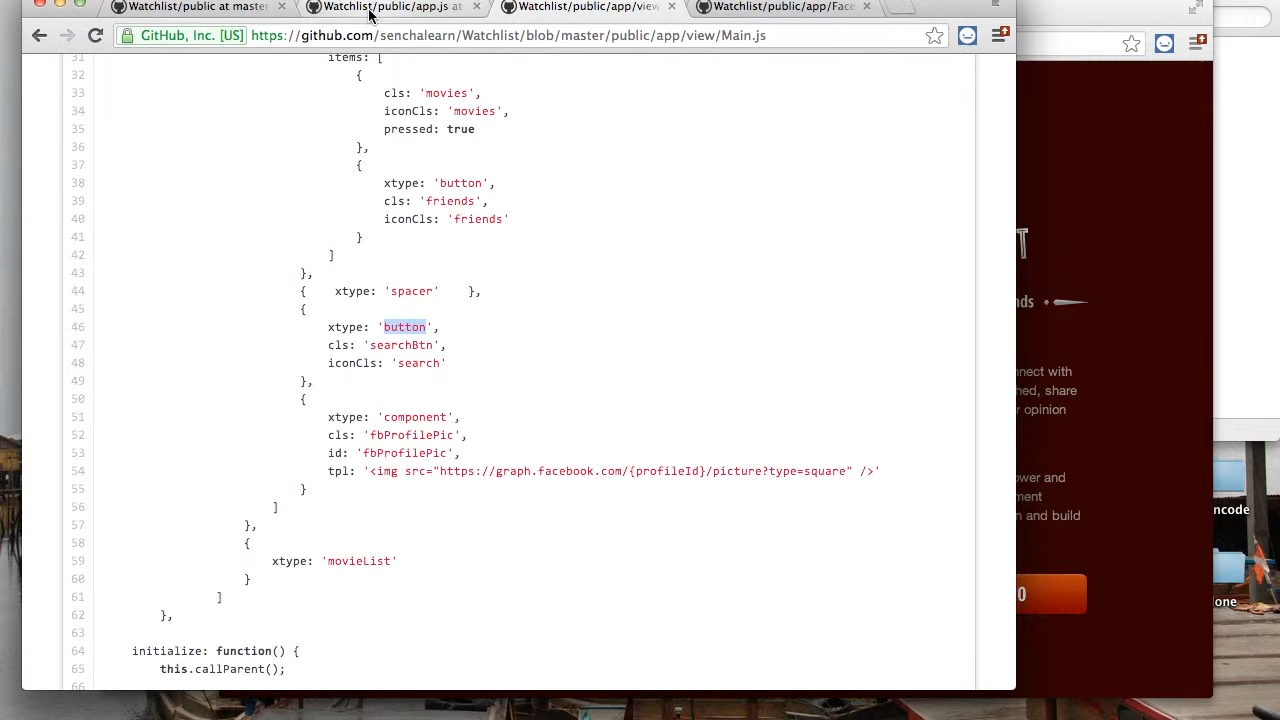 Watchlist/public at master
Watchlist/public/app.js at
Watchlist/public/app/view
Watchlist/public/app/Face
GitHub, Inc. [US]
https://github.com/senchalearn/Watchlist/blob/master/public/app/view/Main.js
31 items: [
32 {
33 cls: 'movies',
34 iconCls: 'movies',
35 pressed: true
36 },
37 {
38 xtype: 'button',
39 cls: 'friends',
40 iconCls: 'friends'
41 }
42 ]
43 },
44 { xtype: 'spacer' },
45 {
46 xtype: 'button',
47 cls: 'searchBtn',
48 iconCls: 'search'
49 },
50 {
51 xtype: 'component',
52 cls: 'fbProfilePic',
53 id: 'fbProfilePic',
54 tpl: '<img src="https://graph.facebook.com/{profileId}/picture?type=square" />'
55 }
56 ]
57 },
58 {
59 xtype: 'movieList'
60 }
61 ]
62 },
63
64 initialize: function() {
65 this.callParent();
66
T
nds
nnect with
hed, share
r opinion
ower and
ment
n and build
0
ncode
lone